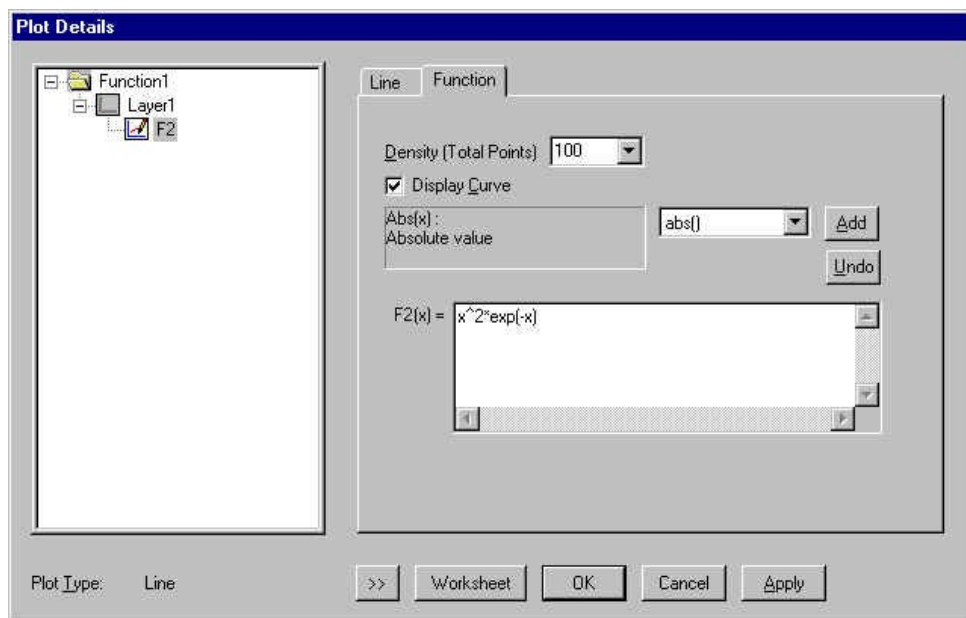 Plot Details
Function1
Layer1
F2
Line
Function
Density (Total Points)
100
Display Curve
Abs(x) :
Absolute value
abs()
Add
Undo
F2(x) =
x^2*exp(-x)
Plot Type:
Line
>>
Worksheet
OK
Cancel
Apply